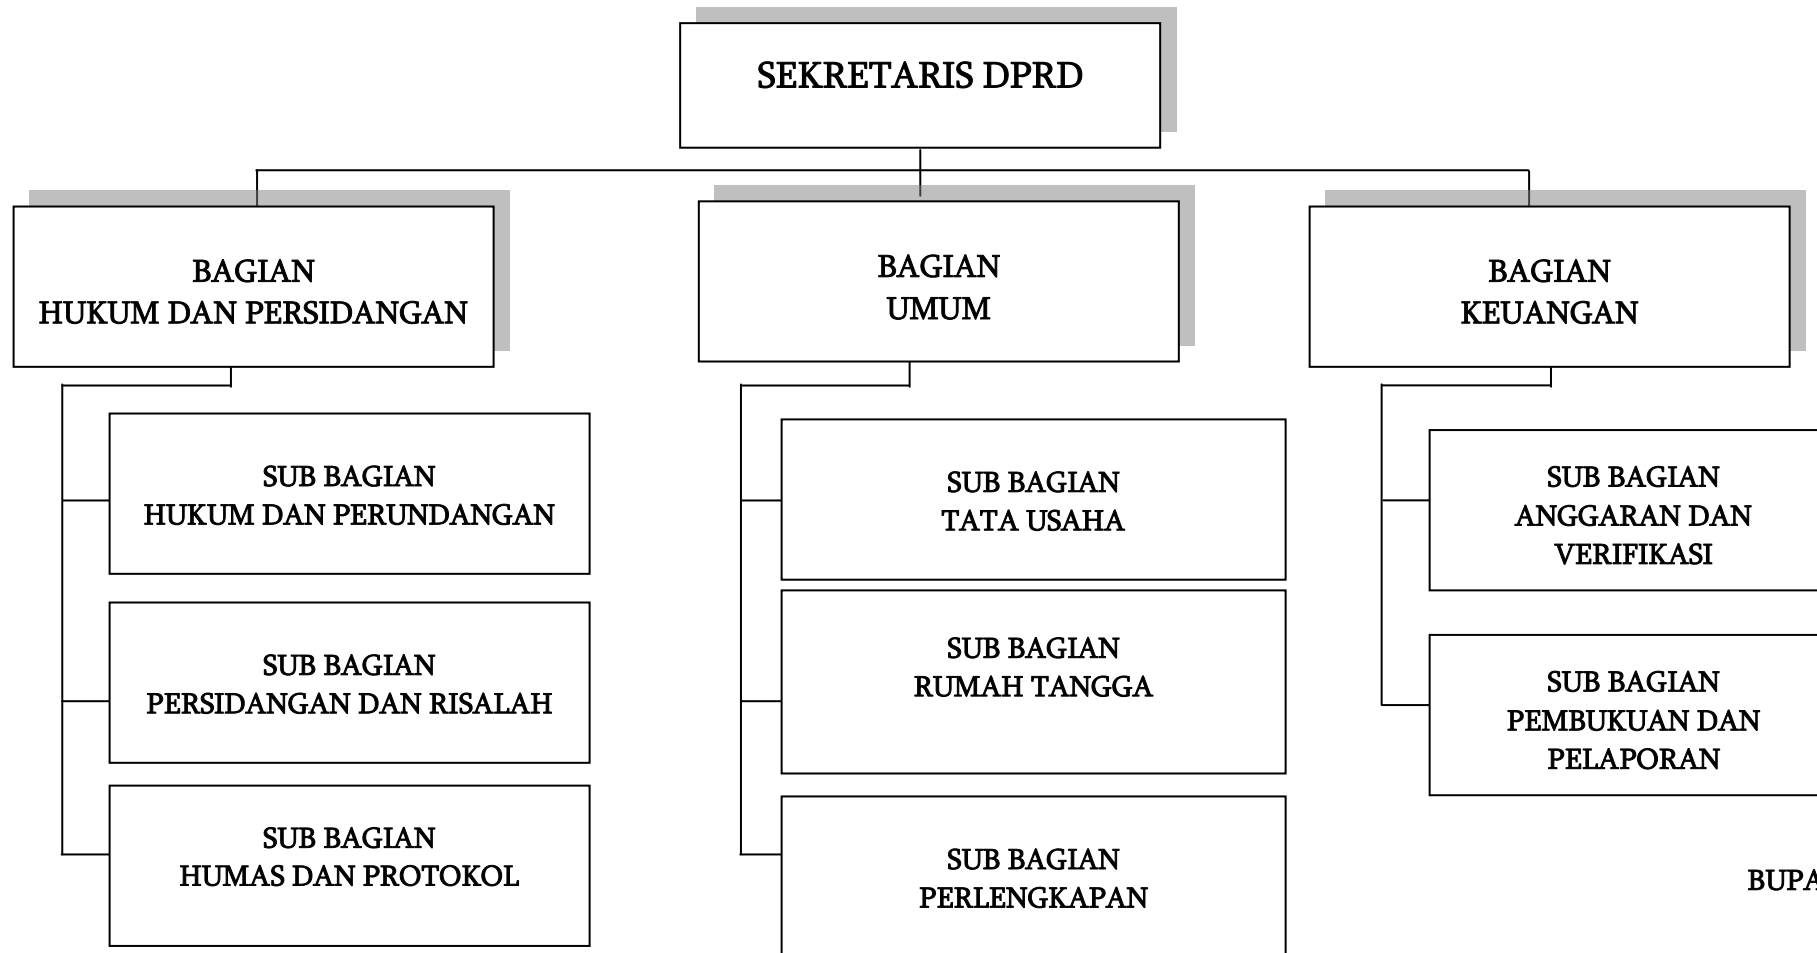 SEKRETARIS DPRD
BAGIAN
HUKUM DAN PERSIDANGAN
BAGIAN
UMUM
BAGIAN
KEUANGAN
SUB BAGIAN
HUKUM DAN PERUNDANGAN
SUB BAGIAN
PERSIDANGAN DAN RISALAH
SUB BAGIAN
HUMAS DAN PROTOKOL
SUB BAGIAN
TATA USAHA
SUB BAGIAN
RUMAH TANGGA
SUB BAGIAN
PERLENGKAPAN
SUB BAGIAN
ANGGARAN DAN
VERIFIKASI
SUB BAGIAN
PEMBUKUAN DAN
PELAPORAN